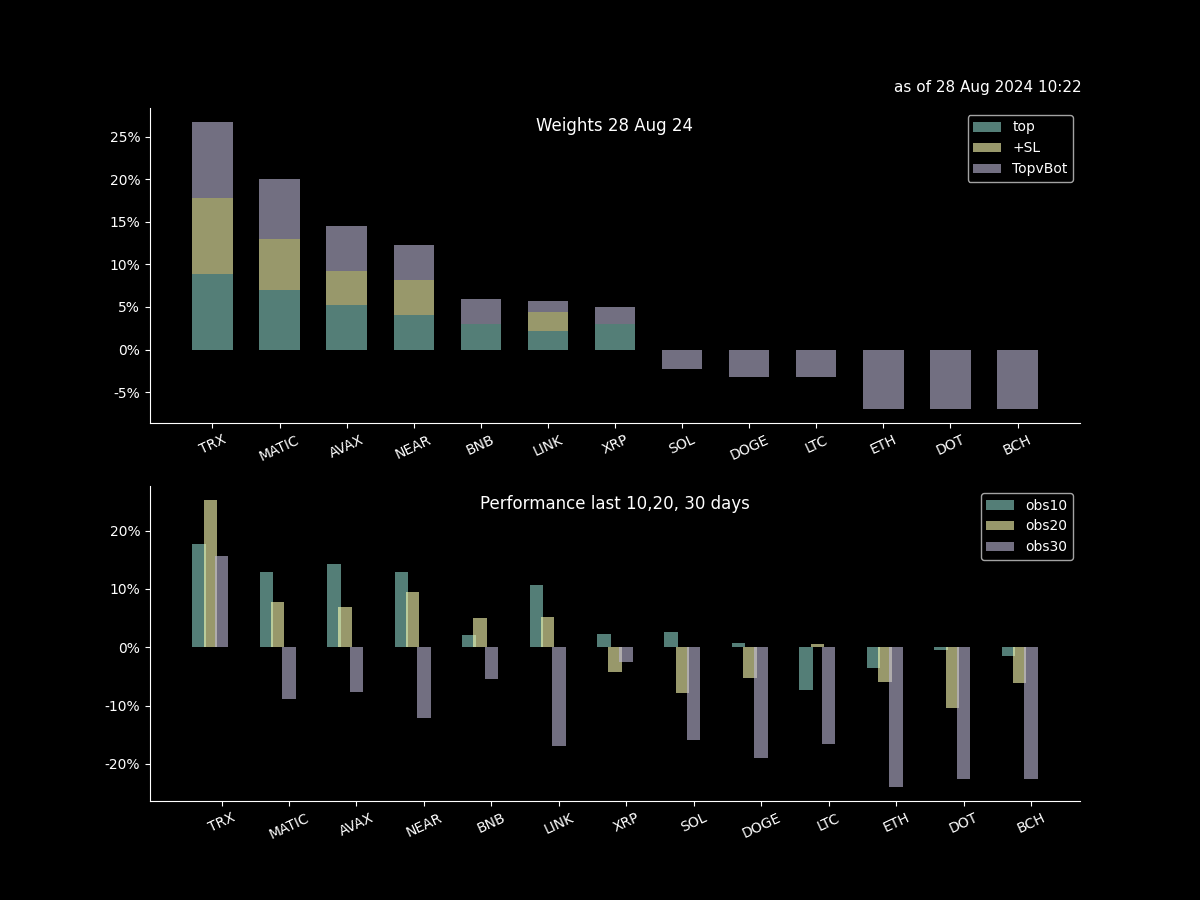 as of 28 Aug 2024 10:22
Weights 28 Aug 24
top
+SL
TopvBot
25%
20%
15%
10%
5%
0%
-5%
TRX MATIC AVAX NEAR BNB LINK XRP SOL DOGE LTC ETH DOT BCH
Performance last 10,20, 30 days
obs10
obs20
obs30
20%
10%
0%
-10%
-20%
TRX MATIC AVAX NEAR BNB LINK XRP SOL DOGE LTC ETH DOT BCH